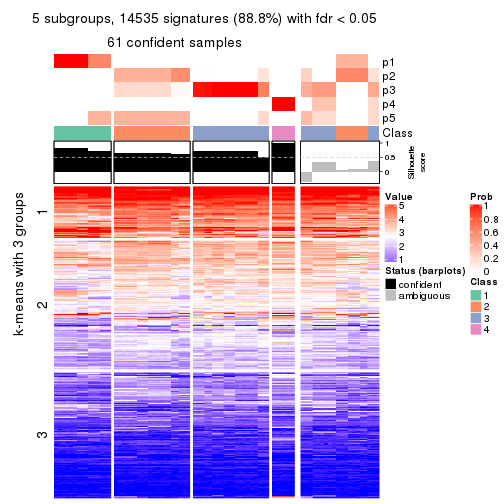 5 subgroups, 14535 signatures (88.8%) with fdr < 0.05
61 confident samples
p1
p2
p3
p4
p5
Class
1
0.5
0
Silhouette
score
k-means with 3 groups
1
2
3
Value
5
4
3
2
1
Status (barplots)
confident
ambiguous
Prob
1
0.8
0.6
0.4
0.2
0
Class
1
2
3
4